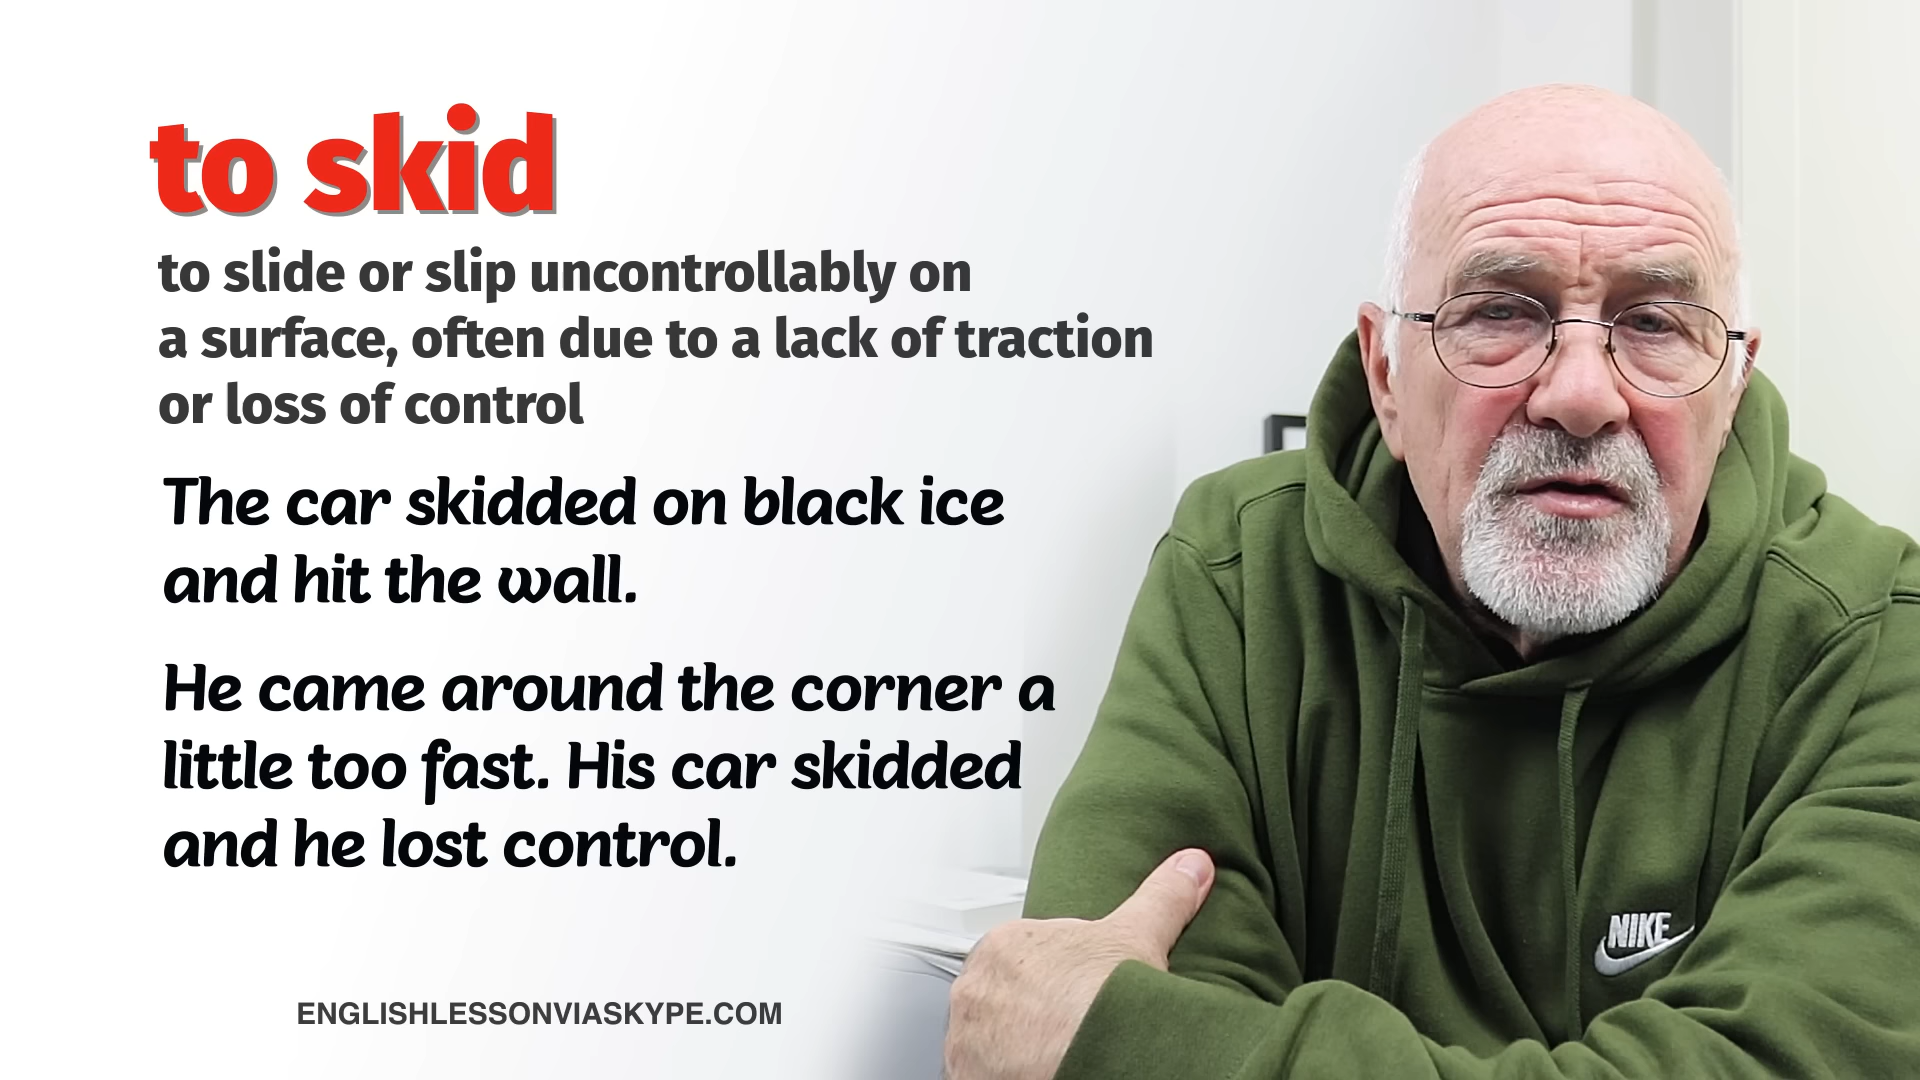 to skid
to slide or slip uncontrollably on
a surface, often due to a lack of traction
or loss of control
The car skidded on black ice
and hit the wall.
He came around the corner a
little too fast. His car skidded
and he lost control.
NIKE
ENGLISHLESSONVIASKYPE.COM